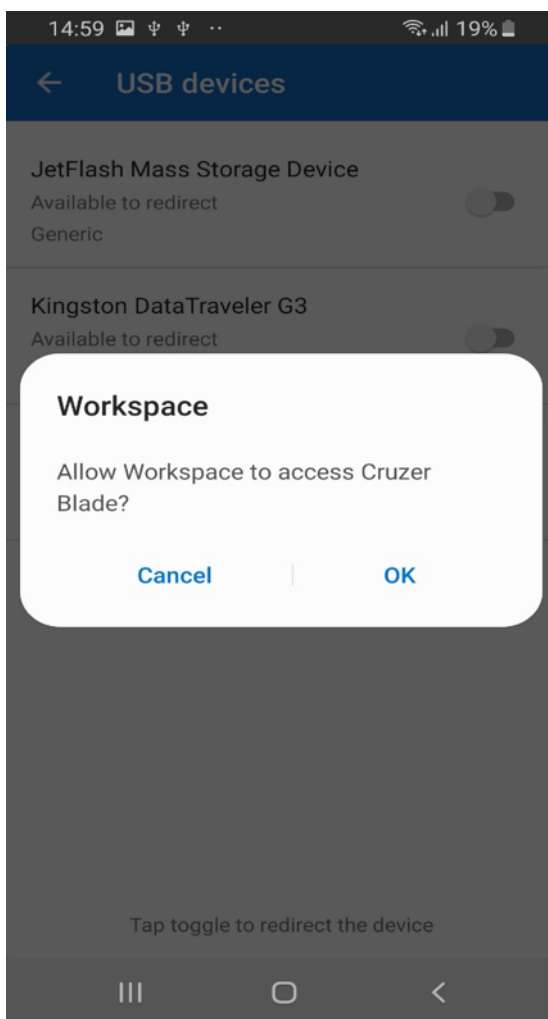 14:59 19%
USB devices
JetFlash Mass Storage Device
Available to redirect
Generic
Kingston DataTraveler G3
Available to redirect
Workspace
Allow Workspace to access Cruzer
Blade?
Cancel OK
Tap toggle to redirect the device